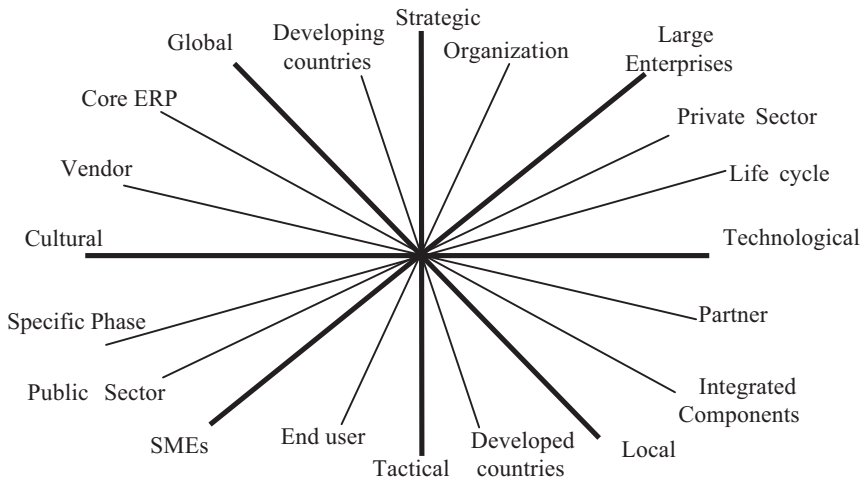 Strategic
Global
Developing
countries
Organization
Large
Enterprises
Core ERP
Private Sector
Vendor
Life cycle
Cultural
Technological
Specific Phase
Partner
Public Sector
Integrated
Components
SMEs
End user
Developed
countries
Local
Tactical